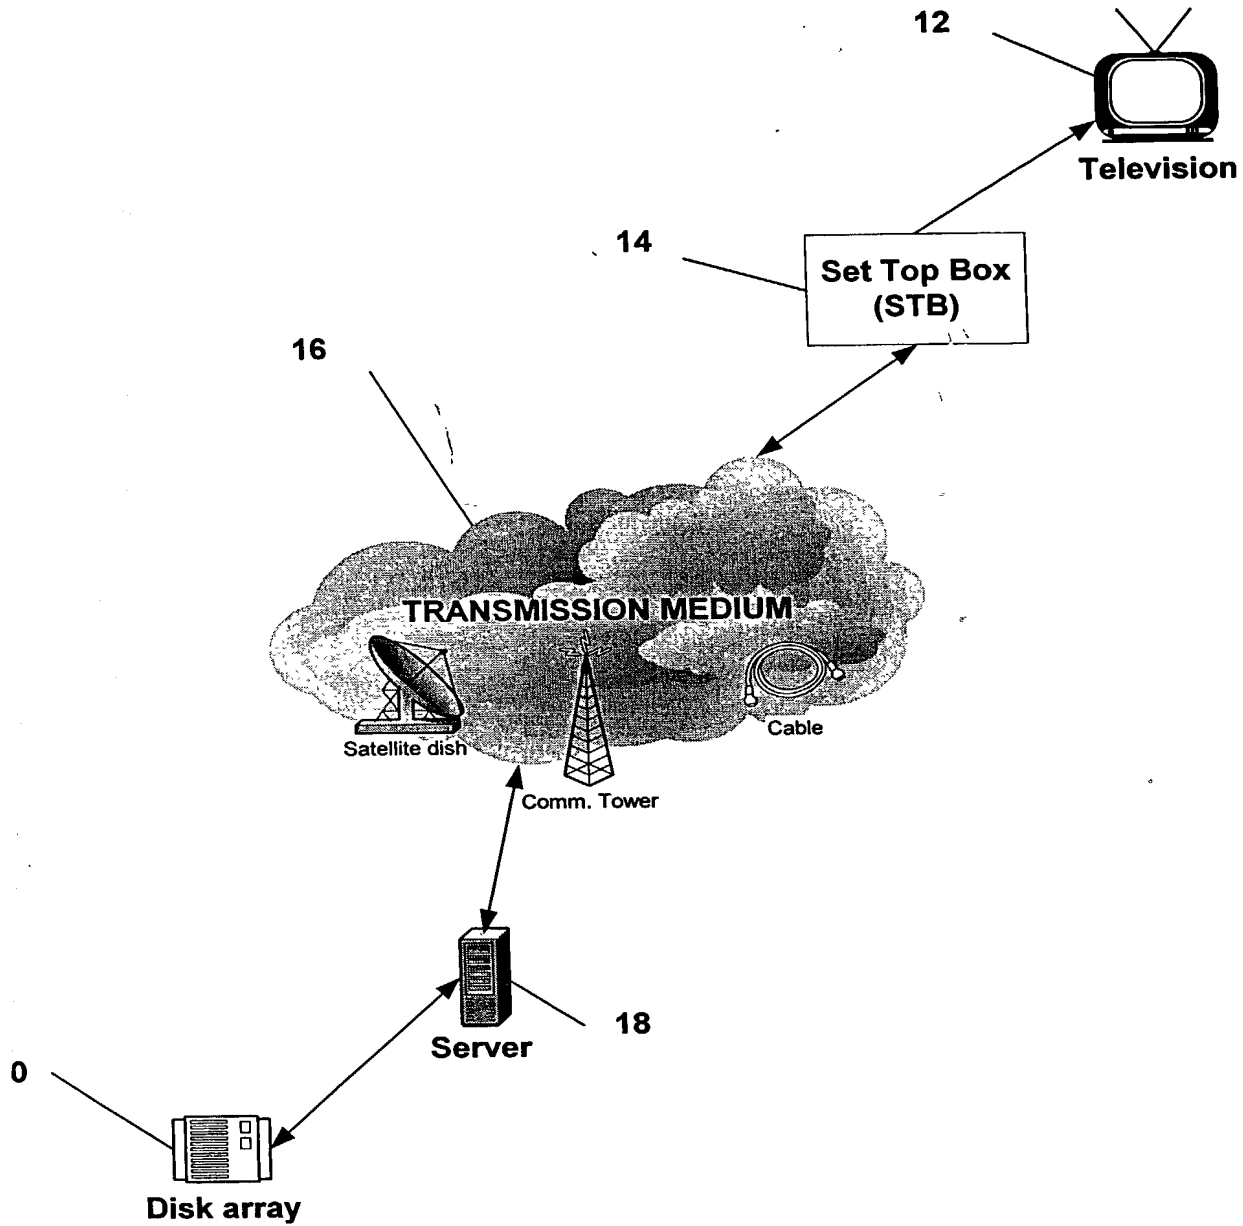 12
Television
14
Set Top Box
(STB)
16
TRANSMISSION MEDIUM
Satellite dish
Comm. Tower
Cable
18
Server
0
Disk array